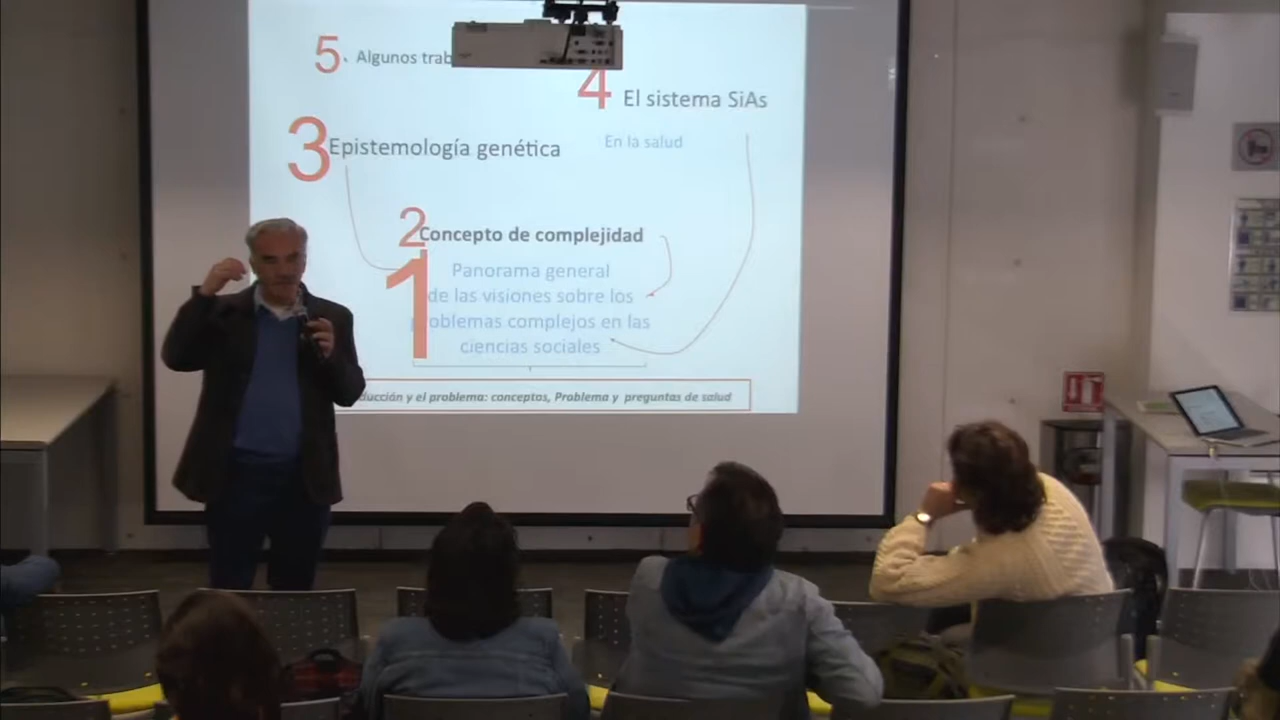 5. Algunos
4 El sistema SiAs
En la salud
3 Epistemología genética
2 Concepto de complejidad
1 Panorama general
de las visiones sobre los
problemas complejos en las
ciencias sociales
ducción y el problema: conceptos, Problema y preguntas de salud